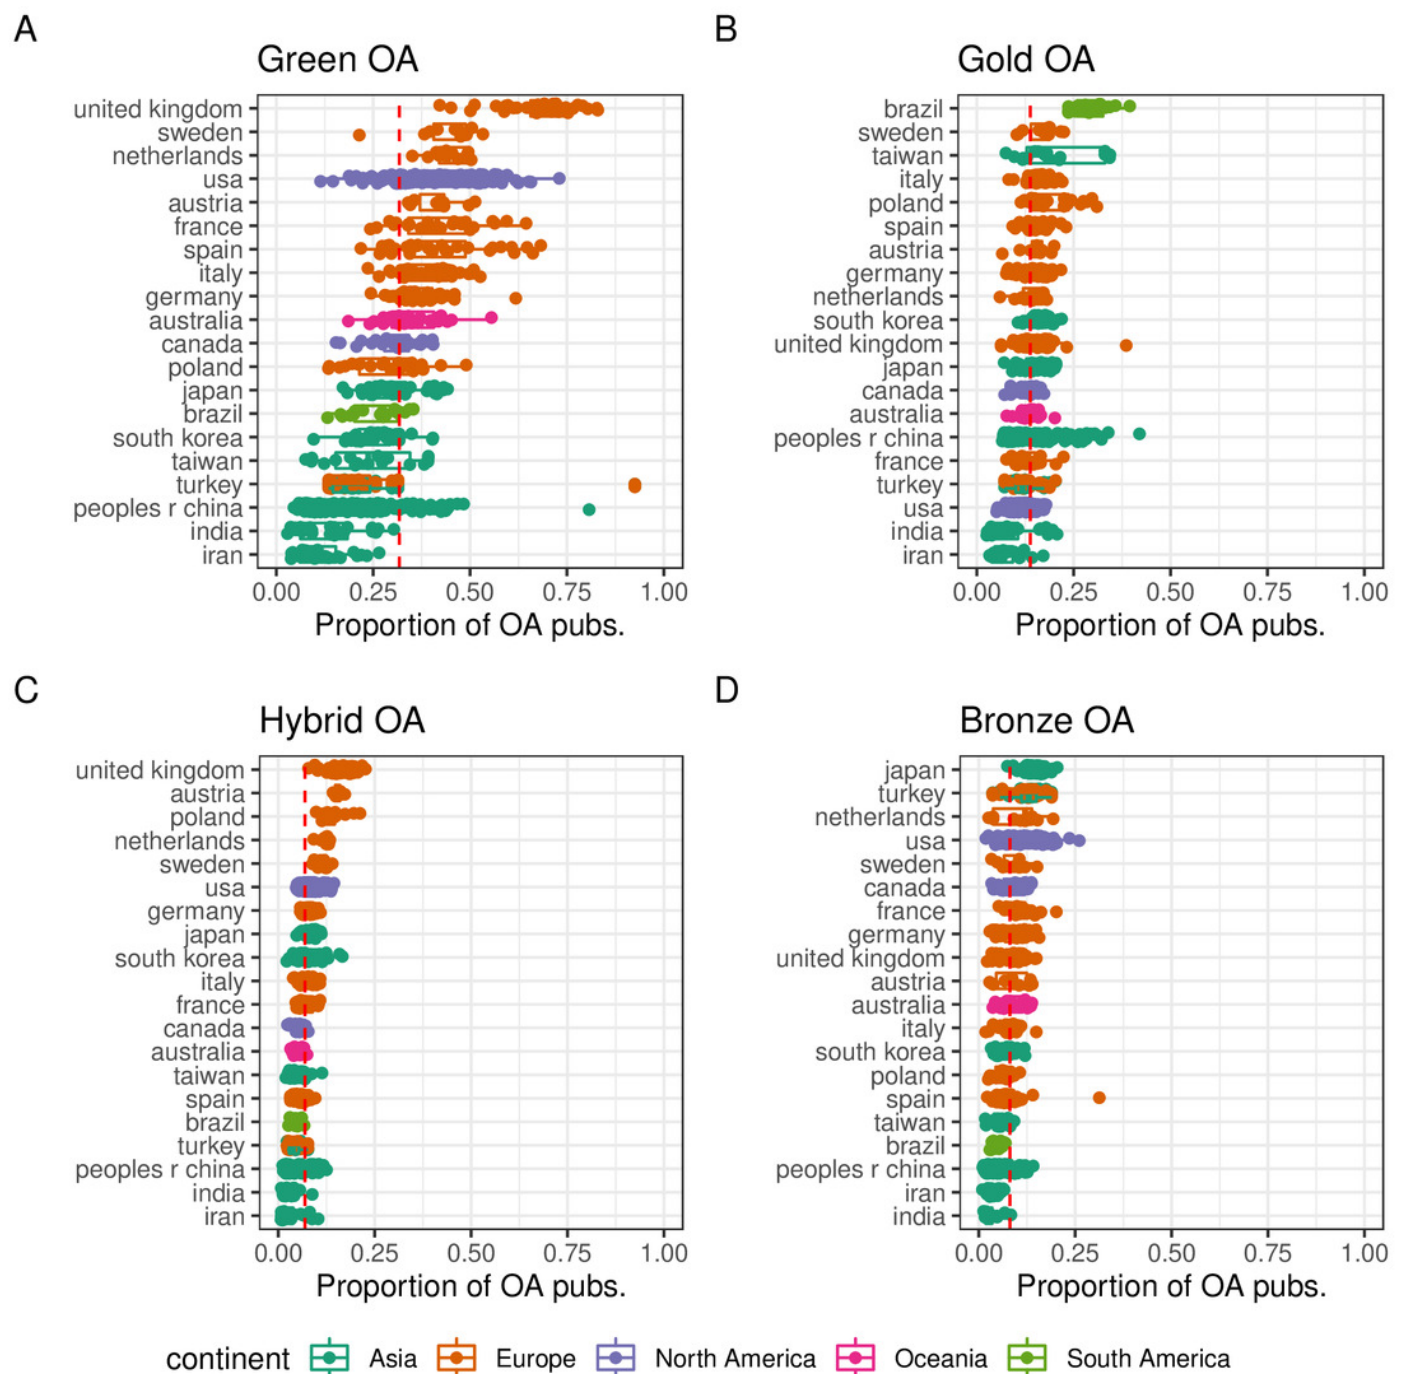 A
Green OA
united kingdom
sweden
netherlands
usa
austria
france
spain
italy
germany
australia
canada
poland
japan
brazil
south korea
taiwan
turkey
peoples r china
india
iran
0.00 0.25 0.50 0.75 1.00
Proportion of OA pubs.
B
Gold OA
brazil
sweden
taiwan
italy
poland
spain
austria
germany
netherlands
south korea
united kingdom
japan
canada
australia
peoples r china
france
turkey
usa
india
iran
0.00 0.25 0.50 0.75 1.00
Proportion of OA pubs.
C
Hybrid OA
united kingdom
austria
poland
netherlands
sweden
usa
germany
japan
south korea
italy
france
canada
australia
taiwan
spain
brazil
turkey
peoples r china
india
iran
0.00 0.25 0.50 0.75 1.00
Proportion of OA pubs.
D
Bronze OA
japan
turkey
netherlands
usa
sweden
canada
france
germany
united kingdom
austria
australia
italy
south korea
poland
spain
taiwan
brazil
peoples r china
iran
india
0.00 0.25 0.50 0.75 1.00
Proportion of OA pubs.
continent Asia Europe North America Oceania South America